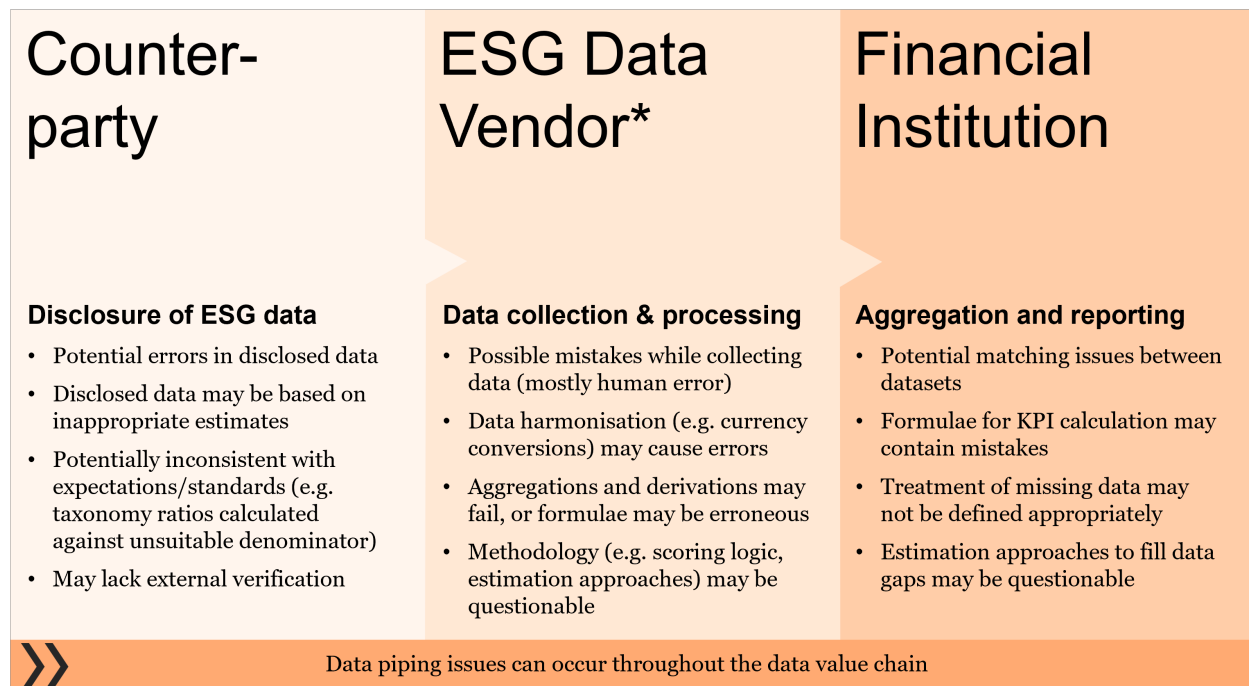 Counter-
party
Disclosure of ESG data
• Potential errors in disclosed data
• Disclosed data may be based on
inappropriate estimates
• Potentially inconsistent with
expectations/standards (e.g.
taxonomy ratios calculated
against unsuitable denominator)
• May lack external verification
ESG Data
Vendor*
Data collection & processing
• Possible mistakes while collecting
data (mostly human error)
• Data harmonisation (e.g. currency
conversions) may cause errors
• Aggregations and derivations may
fail, or formulae may be erroneous
• Methodology (e.g. scoring logic,
estimation approaches) may be
questionable
Financial
Institution
Aggregation and reporting
• Potential matching issues between
datasets
• Formulae for KPI calculation may
contain mistakes
• Treatment of missing data may
not be defined appropriately
• Estimation approaches to fill data
gaps may be questionable
Data piping issues can occur throughout the data value chain